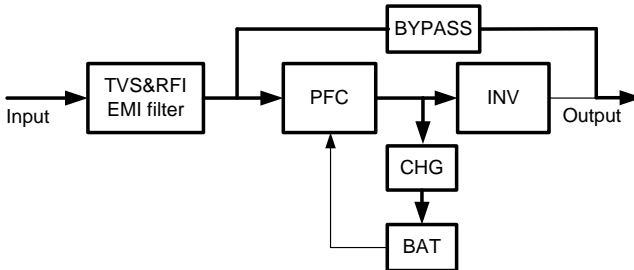 BYPASS
TVS&RFI
EMI filter
PFC
INV
Input
Output
CHG
BAT